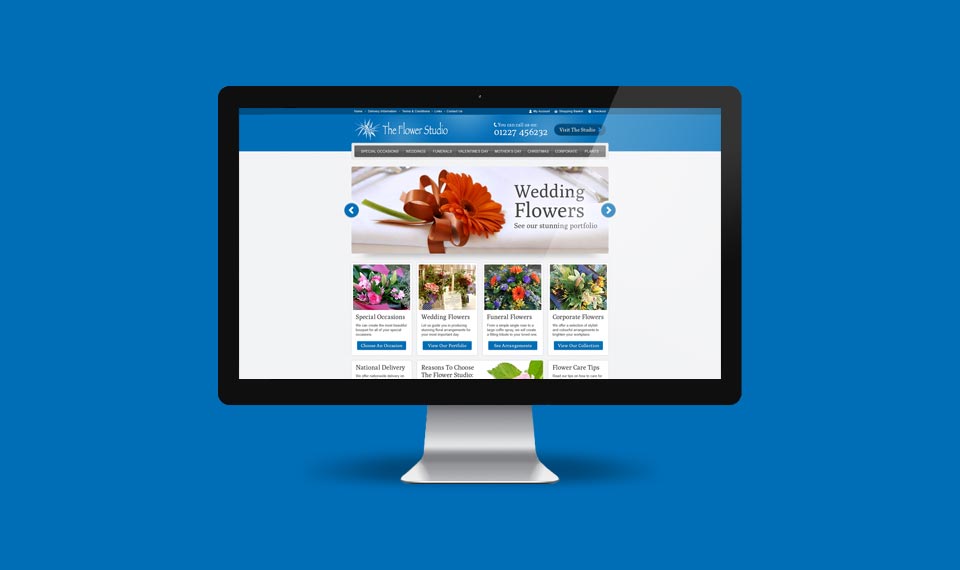 Home
Delivery Information
Terms & Conditions
Links
Contact Us
My Account
Shopping Basket
Checkout
The Flower Studio
You can call us on:
01227 456232
Visit The Studio
SPECIAL OCCASIONS
WEDDINGS
FUNERALS
VALENTINES DAY
MOTHER'S DAY
CHRISTMAS
CORPORATE
PLANTS
Wedding
Flowers
See our stunning portfolio
Special Occasions
We can create the most beautiful
bouquet for all of your special
occasions.
Choose An Occasion
Wedding Flowers
Let us guide you to producing
stunning floral arrangements for
your most important day.
View Our Portfolio
Funeral Flowers
From a simple single rose to a
large coffin spray, we will create
a fitting tribute to your loved one.
See Arrangements
Corporate Flowers
We offer a selection of stylish
and colourful arrangements to
brighten your workplace.
View Our Collection
National Delivery
We offer nationwide delivery on
Reasons To Choose
The Flower Studio:
Flower Care Tips
Read our tips on how to care for